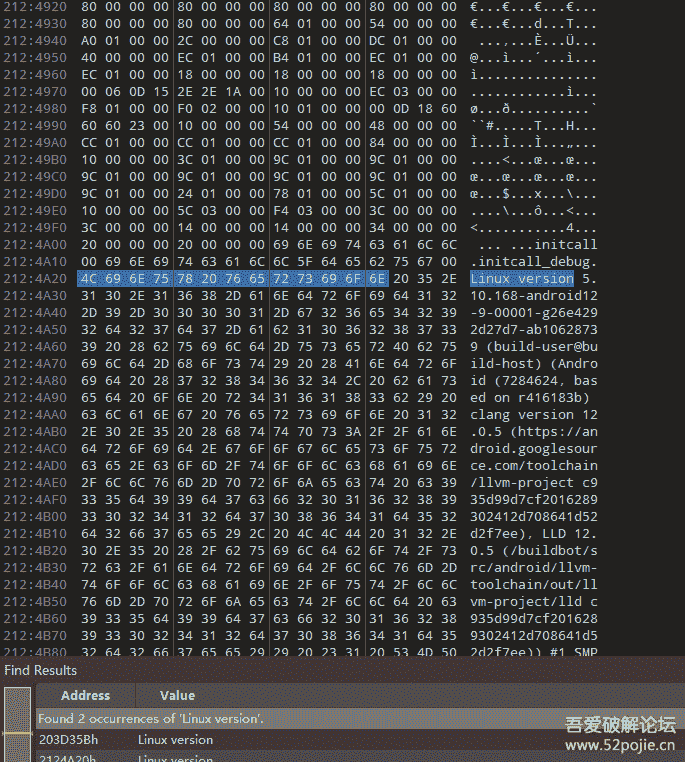 212:4920 80 00 00 00 80 00 00 00 80 00 00 00 80 00 00 00 €...€...€...€...
212:4930 80 00 00 00 80 00 00 00 64 01 00 00 54 00 00 00 €...€...d...T...
212:4940 A0 01 00 00 2C 00 00 00 C8 01 00 00 DC 01 00 00 ....,...È...Ü...
212:4950 40 00 00 00 EC 01 00 00 B4 01 00 00 EC 01 00 00 @...ì...´...ì...
212:4960 EC 01 00 00 18 00 00 00 18 00 00 00 18 00 00 00 ì...............
212:4970 00 06 0D 15 2E 2E 1A 00 10 00 00 00 EC 03 00 00 ............ì...
212:4980 F8 01 00 00 F0 02 00 00 10 01 00 00 00 0D 18 60 ø...ð..........`
212:4990 60 60 23 00 10 00 00 00 54 00 00 00 48 00 00 00 ``#.....T...H...
212:49A0 CC 01 00 00 CC 01 00 00 CC 01 00 00 84 00 00 00 Ì...Ì...Ì...„...
212:49B0 10 00 00 00 3C 01 00 00 9C 01 00 00 9C 01 00 00 ....<...œ...œ...
212:49C0 9C 01 00 00 9C 01 00 00 9C 01 00 00 9C 01 00 00 œ...œ...œ...œ...
212:49D0 9C 01 00 00 24 01 00 00 78 01 00 00 5C 01 00 00 œ...$...x...\...
212:49E0 10 00 00 00 5C 03 00 00 F4 03 00 00 3C 00 00 00 ....\...ô...<...
212:49F0 3C 00 00 00 14 00 00 00 14 00 00 00 34 00 00 00 <...........4...
212:4A00 20 00 00 00 20 00 00 00 69 6E 69 74 63 61 6C 6C ... ...initcall
212:4A10 00 69 6E 69 74 63 61 6C 6C 5F 64 65 62 75 67 00 .initcall_debug.
212:4A20 4C 69 6E 75 78 20 76 65 72 73 69 6F 6E 20 35 2E Linux version 5.
212:4A30 31 30 2E 31 36 38 2D 61 6E 64 72 6F 69 64 31 32 10.168-android12
212:4A40 2D 39 2D 30 30 30 30 31 2D 67 32 36 65 34 32 39 -9-00001-g26e429
212:4A50 32 64 32 37 64 37 2D 61 62 31 30 36 32 38 37 33 2d27d7-ab1062873
212:4A60 39 20 28 62 75 69 6C 64 2D 75 73 65 72 40 62 75 9 (build-user@bu
212:4A70 69 6C 64 2D 68 6F 73 74 29 20 28 41 6E 64 72 6F ild-host) (Andro
212:4A80 69 64 20 28 37 32 38 34 36 32 34 2C 20 62 61 73 id (7284624, bas
212:4A90 65 64 20 6F 6E 20 72 34 31 36 31 38 33 62 29 20 ed on r416183b)
212:4AA0 63 6C 61 6E 67 20 76 65 72 73 69 6F 6E 20 31 32 clang version 12
212:4AB0 2E 30 2E 35 20 28 68 74 74 70 73 3A 2F 2F 61 6E .0.5 (https://an
212:4AC0 64 72 6F 69 64 2E 67 6F 6F 67 6C 65 73 6F 75 72 droid.googlesour
212:4AD0 63 65 2E 63 6F 6D 2F 74 6F 6F 6C 63 68 61 69 6E ce.com/toolchain
212:4AE0 2F 6C 6C 76 6D 2D 70 72 6F 6A 65 63 74 20 63 39 /llvm-project c9
212:4AF0 33 35 64 39 39 64 37 63 66 32 30 31 36 32 38 39 35d99d7cf2016289
212:4B00 33 30 32 34 31 32 64 37 30 38 36 34 31 64 35 32 302412d708641d52
212:4B10 64 32 66 37 65 65 29 2C 20 4C 4C 44 20 31 32 2E d2f7ee), LLD 12.
212:4B20 30 2E 35 20 28 2F 62 75 69 6C 64 62 6F 74 2F 73 0.5 (/buildbot/s
212:4B30 72 63 2F 61 6E 64 72 6F 69 64 2F 6C 6C 76 6D 2D rc/android/llvm-
212:4B40 74 6F 6F 6C 63 68 61 69 6E 2F 6F 75 74 2F 6C 6C toolchain/out/ll
212:4B50 76 6D 2D 70 72 6F 6A 65 63 74 2F 6C 6C 64 20 63 vm-project/lld c
212:4B60 39 33 35 64 39 39 64 37 63 66 32 30 31 36 32 38 935d99d7cf201628
212:4B70 39 33 30 32 34 31 32 64 37 30 38 36 34 31 64 35 9302412d708641d5
212:4B80 32 64 32 66 37 65 65 29 29 20 23 31 20 53 4D 50 2d2f7ee)) #1 SMP
Find Results
Address Value
Found 2 occurrences of 'Linux version'.
203D35Bh Linux version
2124A20h Linux version
吾爱破解论坛
www.52pojie.cn